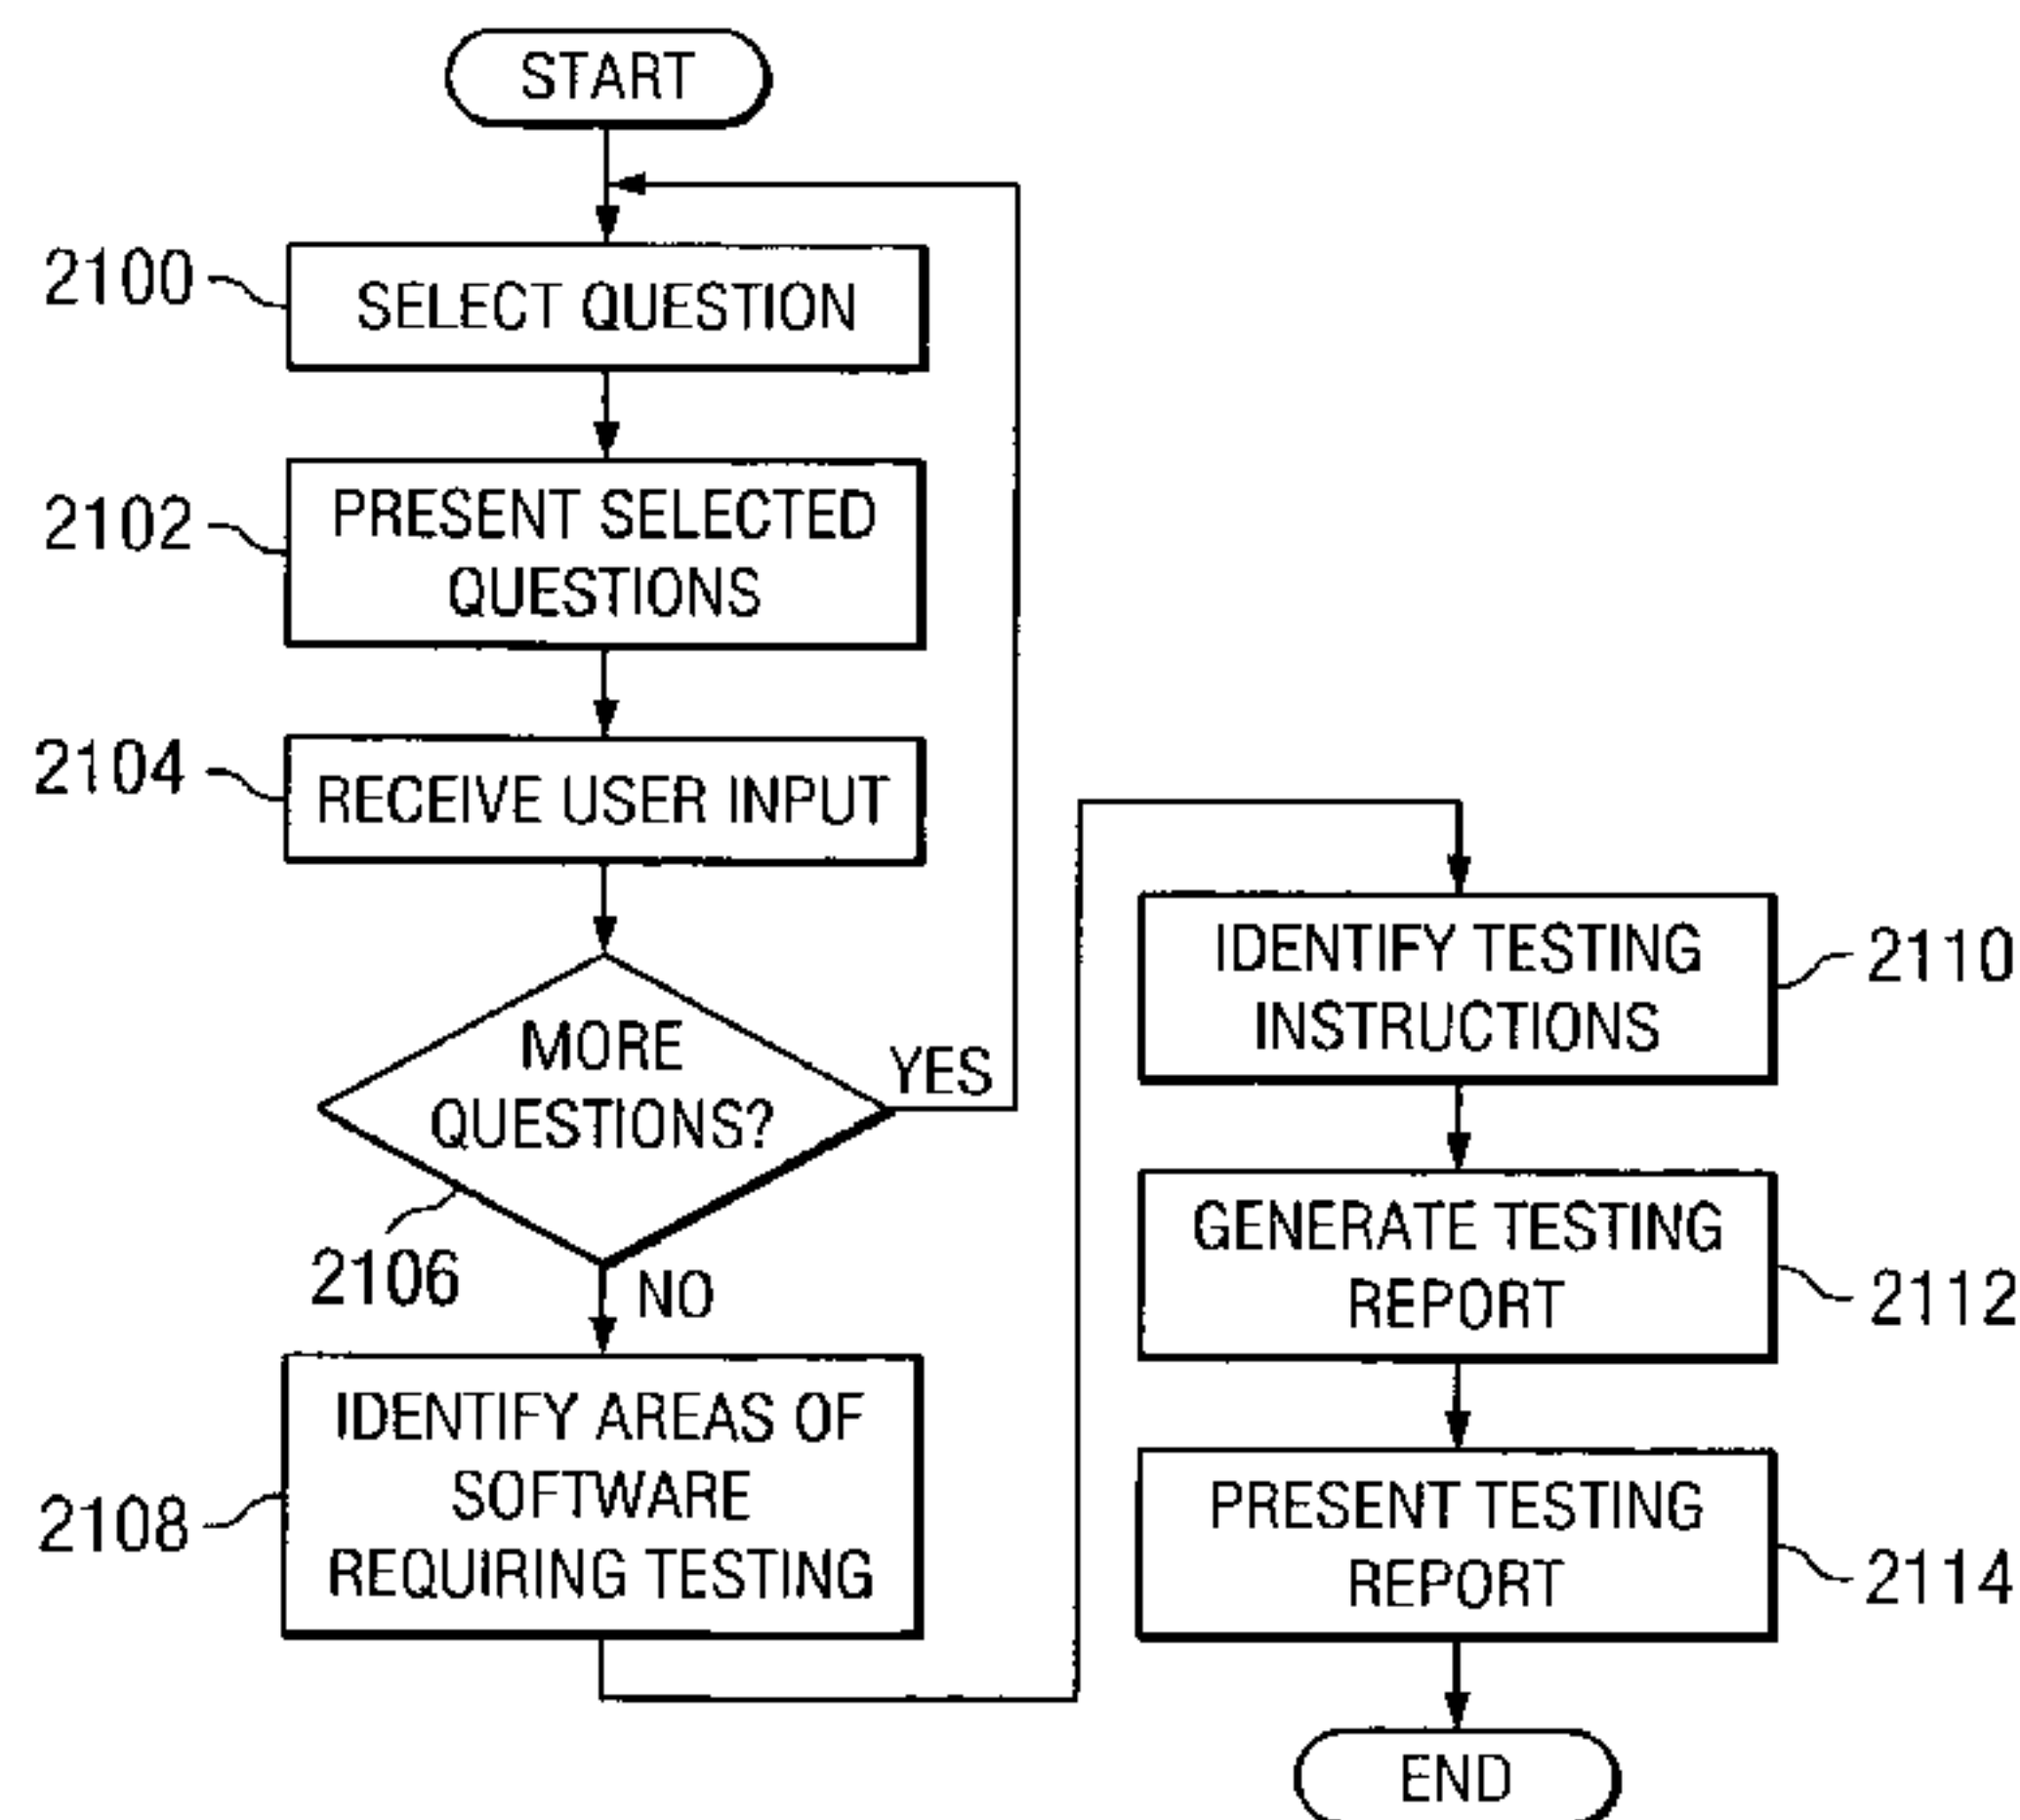 START
2100
SELECT QUESTION
2102
PRESENT SELECTED
QUESTIONS
2104
RECEIVE USER INPUT
MORE
QUESTIONS?
YES
2106
NO
2108
IDENTIFY AREAS OF
SOFTWARE
REQUIRING TESTING
IDENTIFY TESTING
INSTRUCTIONS
2110
GENERATE TESTING
REPORT
2112
PRESENT TESTING
REPORT
2114
END